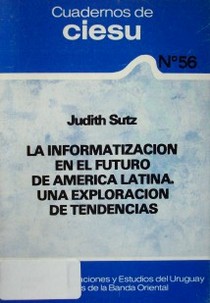 Cuadernos de
ciesu
N° 56
Judith Sutz
LA INFORMATIZACION
EN EL FUTURO
DE AMERICA LATINA.
UNA EXPLORACION
DE TENDENCIAS
aciones y Estudios del Uruguay
s de la Banda Oriental